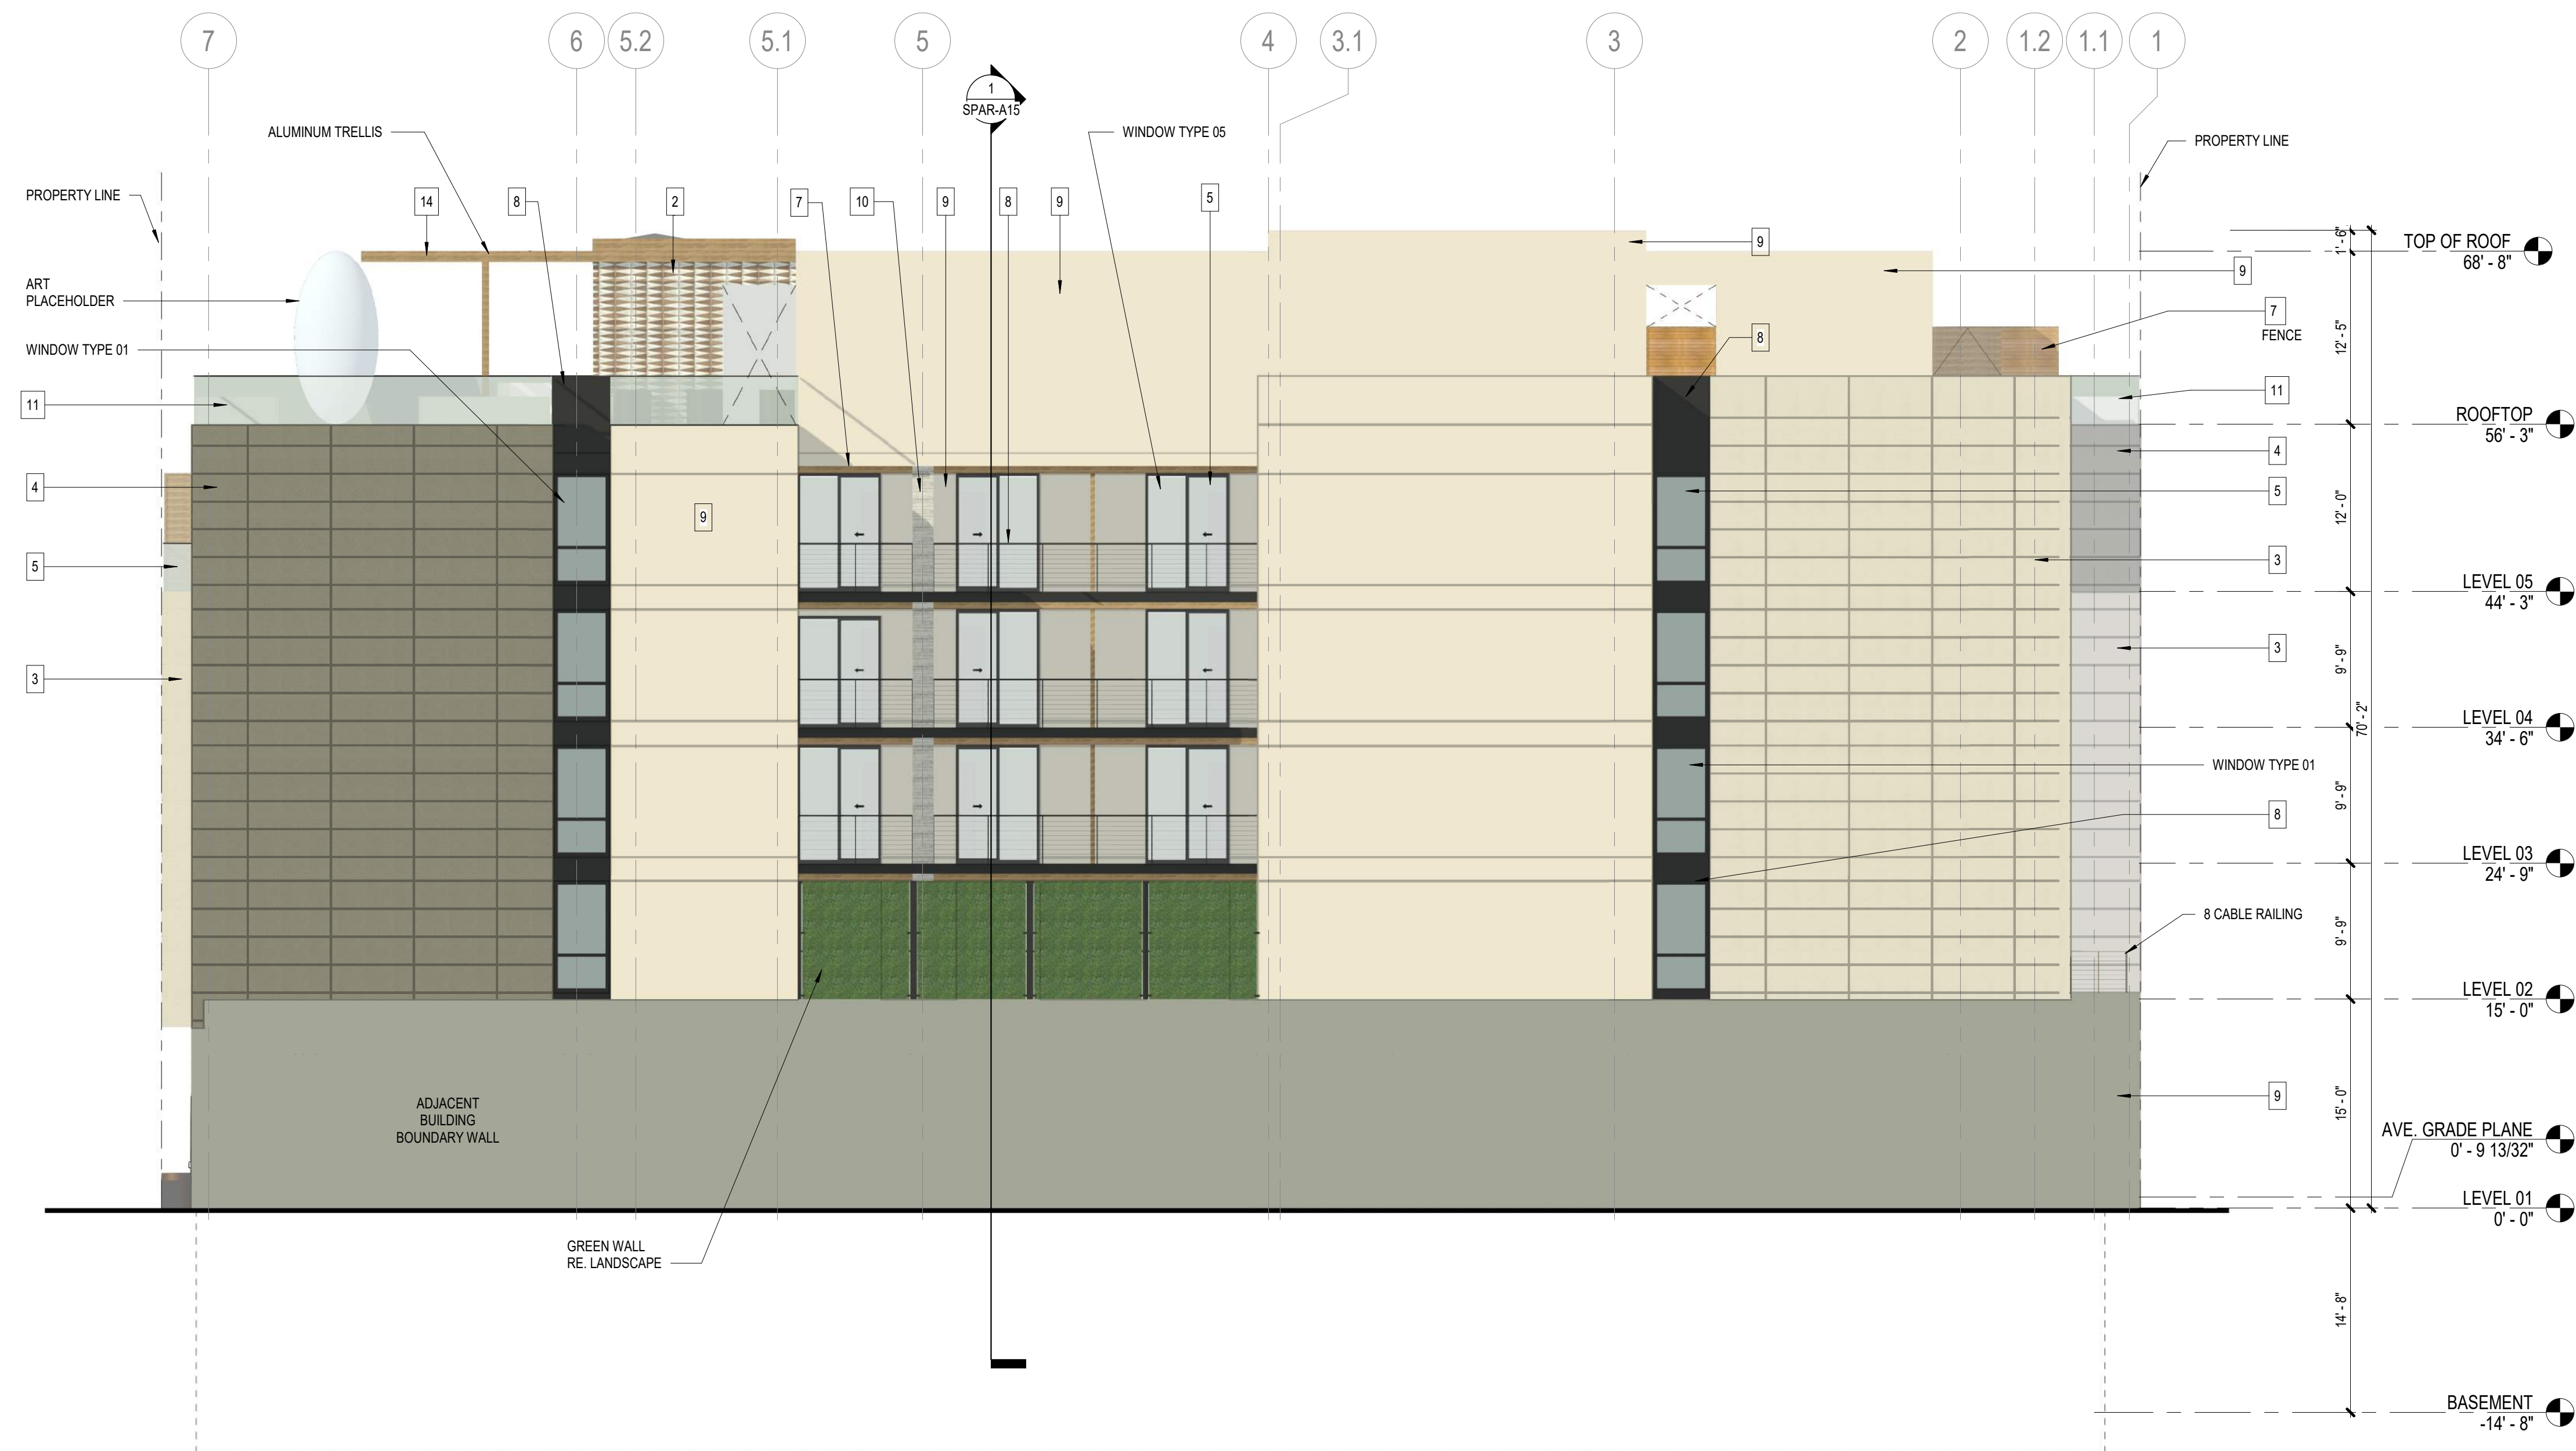 7
6
5.2
5.1
5
4
3.1
3
2
1.2
1.1
1
1
SPAR-A15
ALUMINUM TRELLIS
WINDOW TYPE 05
PROPERTY LINE
PROPERTY LINE
14
8
2
7
10
9
8
9
5
9
TOP OF ROOF
68' - 8"
1' - 6"
9
ART
PLACEHOLDER
7
FENCE
12' - 5"
WINDOW TYPE 01
8
11
11
ROOFTOP
56' - 3"
4
4
5
9
12' - 0"
5
3
LEVEL 05
44' - 3"
3
3
9' - 9"
70' - 2"
LEVEL 04
34' - 6"
WINDOW TYPE 01
9' - 9"
8
LEVEL 03
24' - 9"
8 CABLE RAILING
9' - 9"
LEVEL 02
15' - 0"
9
ADJACENT
BUILDING
BOUNDARY WALL
15' - 0"
AVE. GRADE PLANE
0' - 9 13/32"
LEVEL 01
0' - 0"
GREEN WALL
RE. LANDSCAPE
14' - 8"
BASEMENT
-14' - 8"